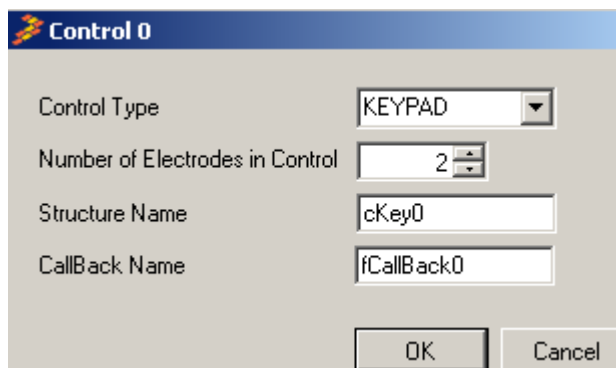 Control 0
Control Type KEYPAD
Number of Electrodes in Control 2
Structure Name cKey0
CallBack Name fCallBack0
OK Cancel